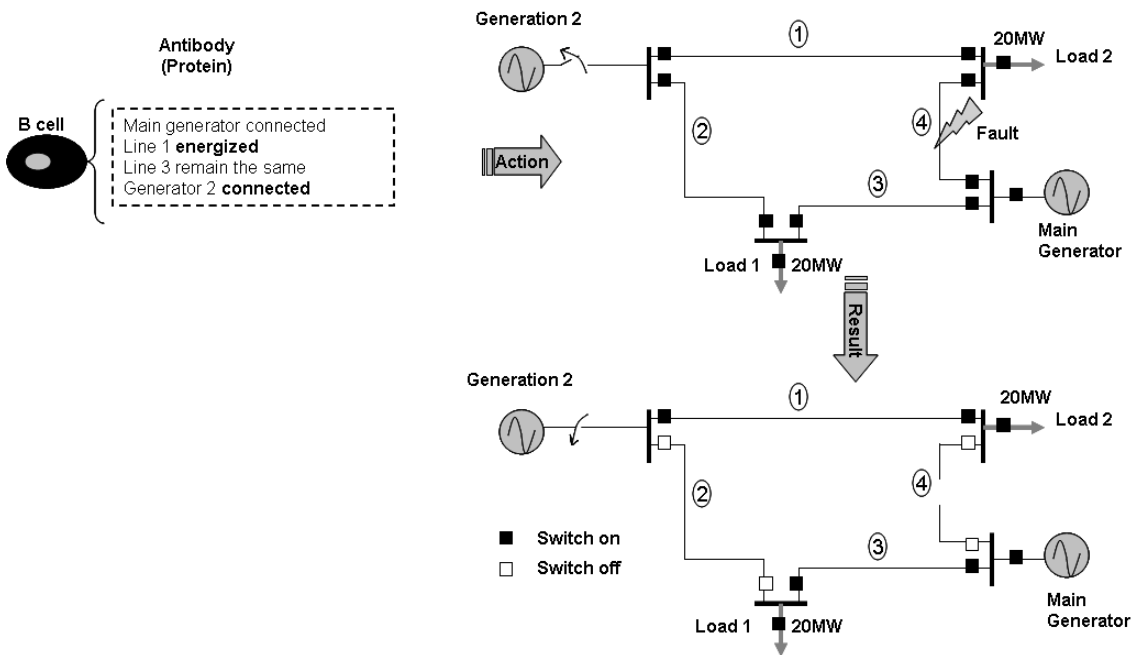 Antibody
(Protein)
B cell
Main generator connected
Line 1 energized
Line 3 remain the same
Generator 2 connected
Action
Generation 2
1
20MW
Load 2
2
4
Fault
3
Main
Generator
Load 1
20MW
Result
Generation 2
1
20MW
Load 2
2
4
Switch on
Switch off
3
Main
Generator
Load 1
20MW